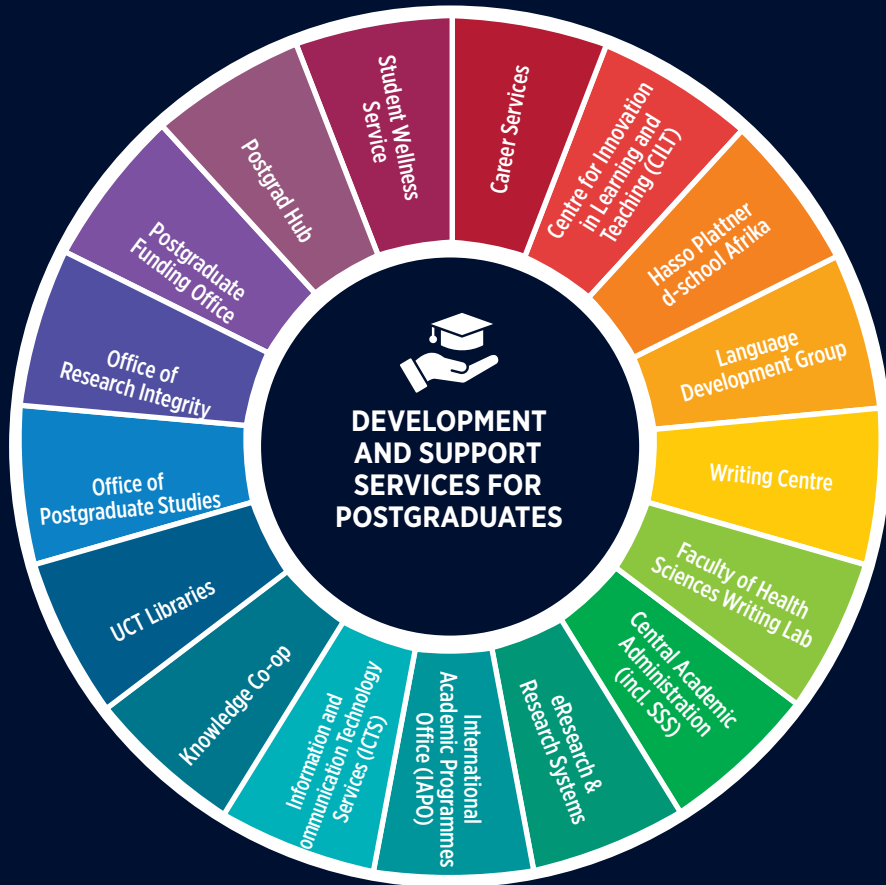 DEVELOPMENT
AND SUPPORT
SERVICES FOR
POSTGRADUATES
Career Services
Centre for Innovation
in Learning and
Teaching (CILT)
Hasso Plattner
d-school Afrika
Language
Development Group
Writing Centre
Faculty of Health
Sciences Writing Lab
Central Academic
Administration
(incl. SSS)
eResearch &
Research Systems
International
Academic Programmes
Office (IAPO)
Information and
ommunication Technology
Services (ICTS)
Knowledge Co-op
UCT Libraries
Office of
Postgraduate Studies
Office of
Research Integrity
Postgraduate
Funding Office
Postgrad Hub
Student Wellness
Service